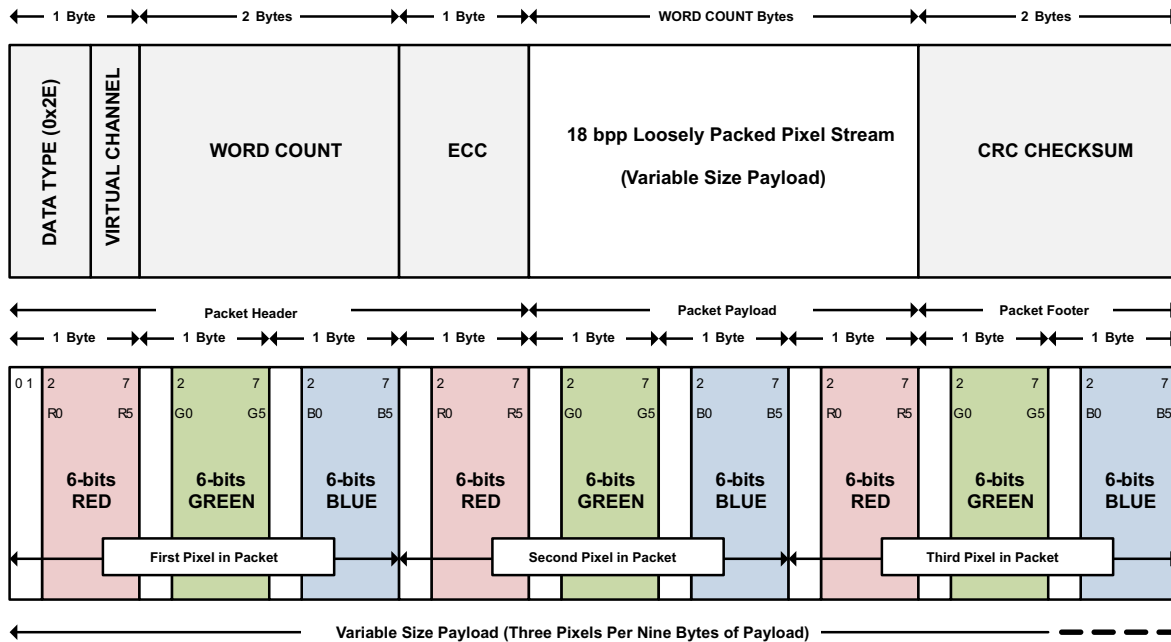 1 Byte 2 Bytes 1 Byte WORD COUNT Bytes 2 Bytes
DATA TYPE (0x2E)
VIRTUAL CHANNEL
WORD COUNT
ECC
18 bpp Loosely Packed Pixel Stream
(Variable Size Payload)
CRC CHECKSUM
Packet Header Packet Payload Packet Footer
1 Byte 1 Byte 1 Byte 1 Byte 1 Byte 1 Byte 1 Byte 1 Byte 1 Byte
0 1 2 7 2 7 2 7 2 7 2 7 2 7 2 7 2 7 2 7
R0 R5 G0 G5 B0 B5 R0 R5 G0 G5 B0 B5 R0 R5 G0 G5 B0 B5
6-bits 6-bits 6-bits 6-bits 6-bits 6-bits 6-bits 6-bits 6-bits
RED GREEN BLUE RED GREEN BLUE RED GREEN BLUE
First Pixel in Packet Second Pixel in Packet Third Pixel in Packet
Variable Size Payload (Three Pixels Per Nine Bytes of Payload)